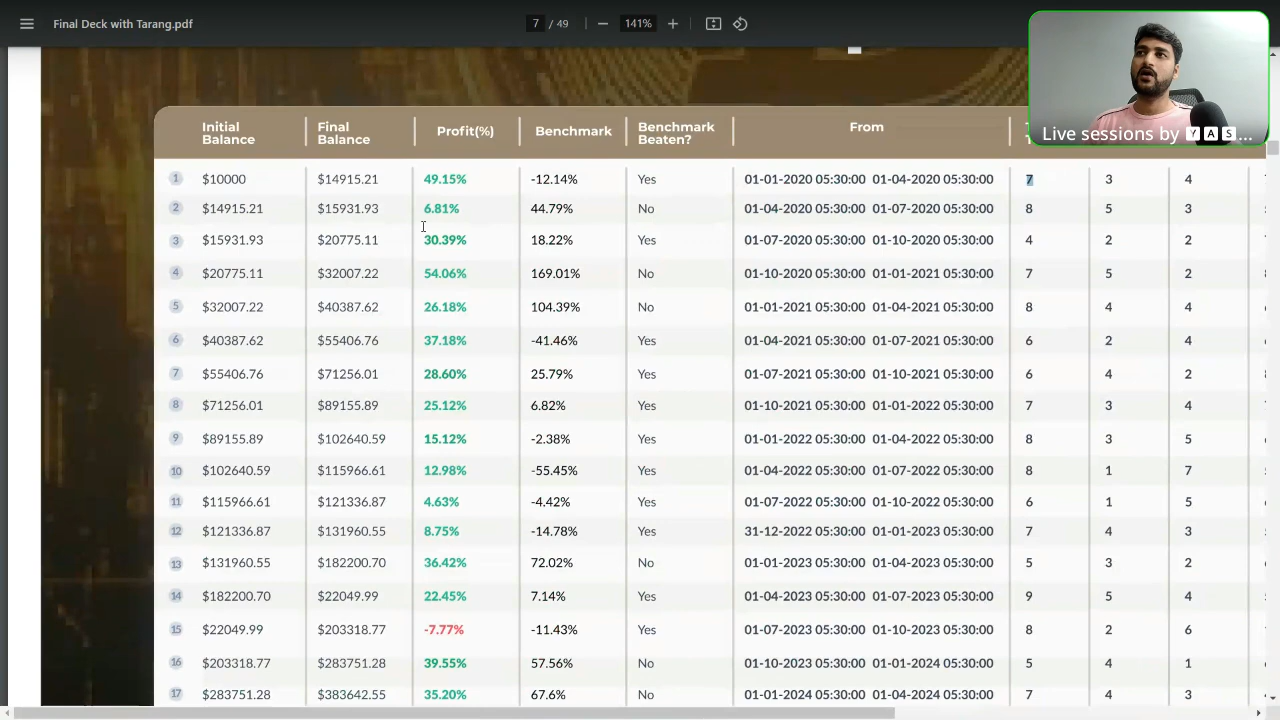 Final Deck with Tarang.pdf
7 / 49
141%
Live sessions by YAS...
Initial Balance Final Balance Profit(%) Benchmark Benchmark Beaten? From
1 $10000 $14915.21 49.15% -12.14% Yes 01-01-2020 05:30:00 01-04-2020 05:30:00 7 3 4
2 $14915.21 $15931.93 6.81% 44.79% No 01-04-2020 05:30:00 01-07-2020 05:30:00 8 5 3
3 $15931.93 $20775.11 30.39% 18.22% Yes 01-07-2020 05:30:00 01-10-2020 05:30:00 4 2 2
4 $20775.11 $32007.22 54.06% 169.01% No 01-10-2020 05:30:00 01-01-2021 05:30:00 7 5 2
5 $32007.22 $40387.62 26.18% 104.39% No 01-01-2021 05:30:00 01-04-2021 05:30:00 8 4 4
6 $40387.62 $55406.76 37.18% -41.46% Yes 01-04-2021 05:30:00 01-07-2021 05:30:00 6 2 4
7 $55406.76 $71256.01 28.60% 25.79% Yes 01-07-2021 05:30:00 01-10-2021 05:30:00 6 4 2
8 $71256.01 $89155.89 25.12% 6.82% Yes 01-10-2021 05:30:00 01-01-2022 05:30:00 7 3 4
9 $89155.89 $102640.59 15.12% -2.38% Yes 01-01-2022 05:30:00 01-04-2022 05:30:00 8 3 5
10 $102640.59 $115966.61 12.98% -55.45% Yes 01-04-2022 05:30:00 01-07-2022 05:30:00 8 1 7
11 $115966.61 $121336.87 4.63% -4.42% Yes 01-07-2022 05:30:00 01-10-2022 05:30:00 6 1 5
12 $121336.87 $131960.55 8.75% -14.78% Yes 31-12-2022 05:30:00 01-01-2023 05:30:00 7 4 3
13 $131960.55 $182200.70 36.42% 72.02% No 01-01-2023 05:30:00 01-04-2023 05:30:00 5 3 2
14 $182200.70 $22049.99 22.45% 7.14% Yes 01-04-2023 05:30:00 01-07-2023 05:30:00 9 5 4
15 $22049.99 $203318.77 -7.77% -11.43% Yes 01-07-2023 05:30:00 01-10-2023 05:30:00 8 2 6
16 $203318.77 $283751.28 39.55% 57.56% No 01-10-2023 05:30:00 01-01-2024 05:30:00 5 4 1
17 $283751.28 $383642.55 35.20% 67.6% No 01-01-2024 05:30:00 01-04-2024 05:30:00 7 4 3